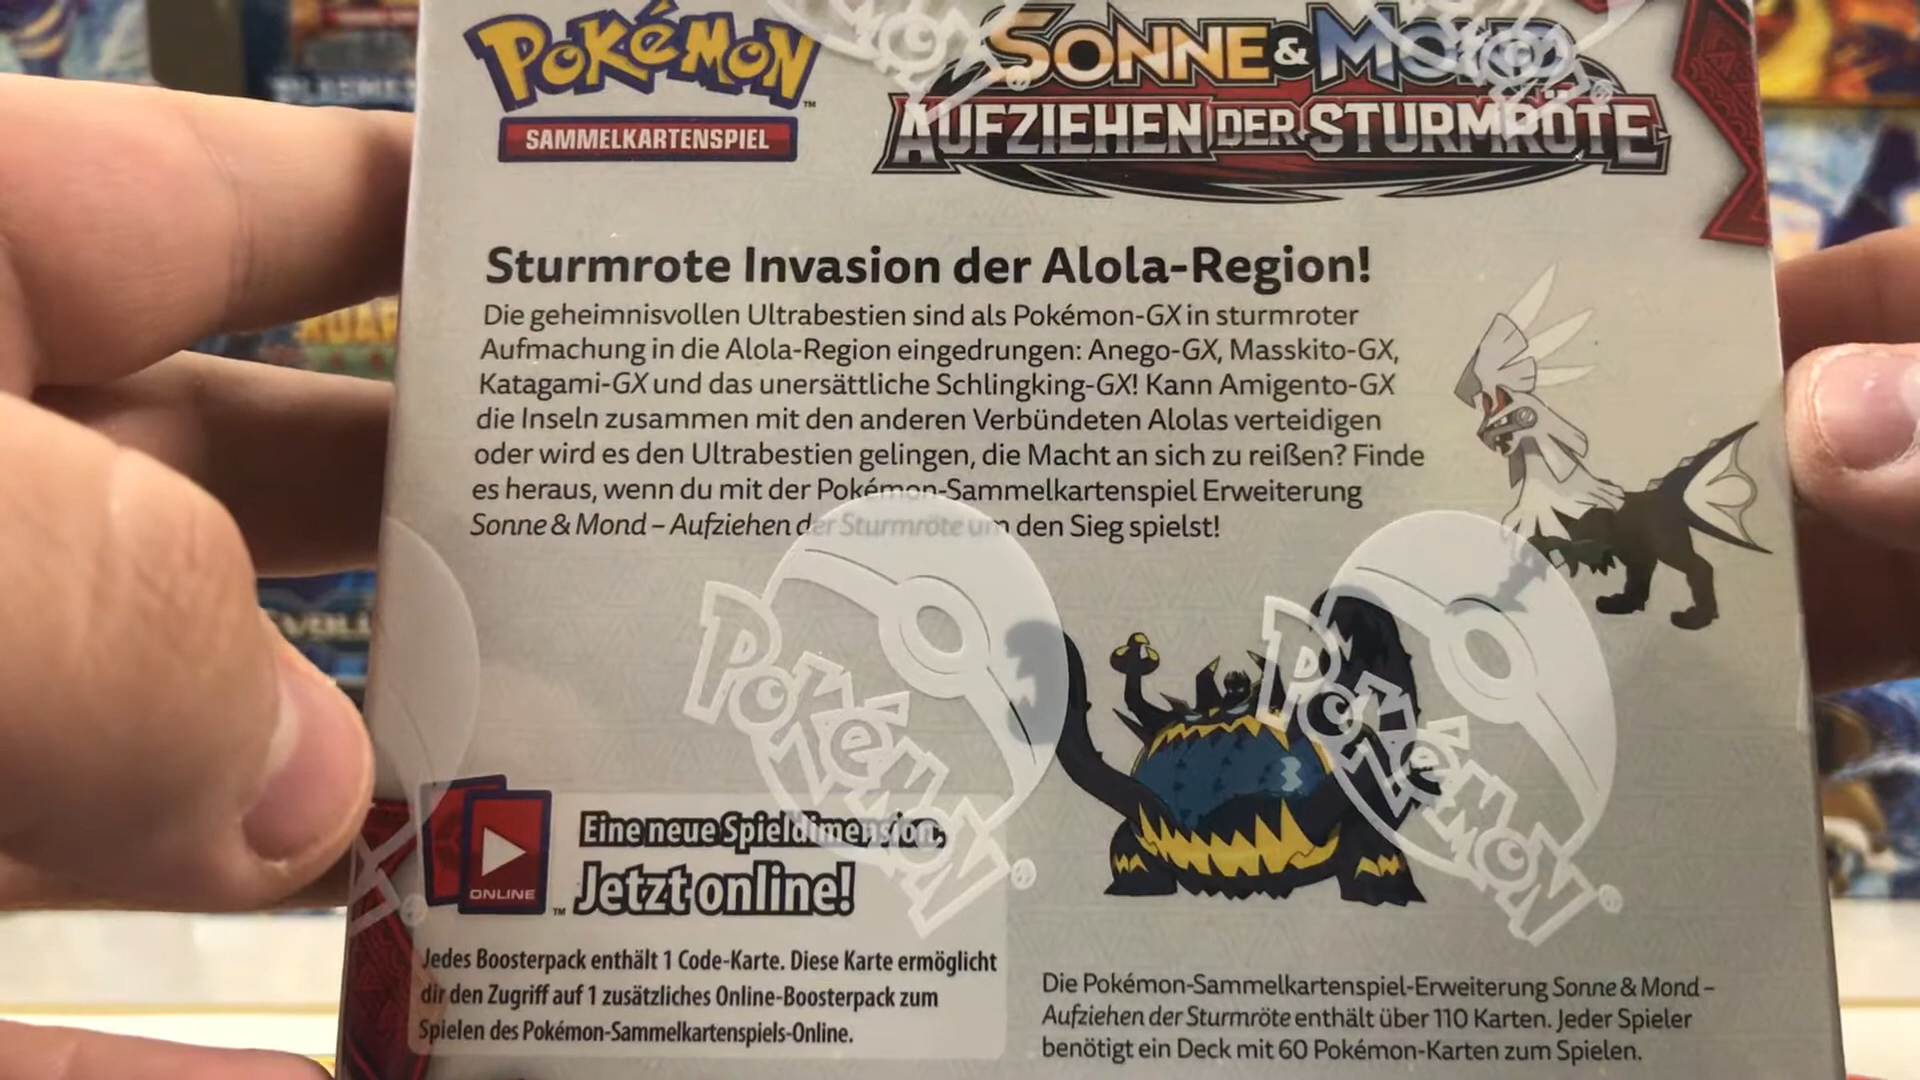 POKÉMON™
SAMMELKARTENSPIEL
SONNE & MOND
AUFZIEHEN DER STURMRÖTE
Sturmrote Invasion der Alola-Region!
Die geheimnisvollen Ultrabestien sind als Pokémon-GX in sturmroter
Aufmachung in die Alola-Region eingedrungen: Anego-GX, Masskito-GX,
Katagami-GX und das unersättliche Schlingking-GX! Kann Amigento-GX
die Inseln zusammen mit den anderen Verbündeten Alolas verteidigen
oder wird es den Ultrabestien gelingen, die Macht an sich zu reißen? Finde
es heraus, wenn du mit der Pokémon-Sammelkartenspiel Erweiterung
Sonne & Mond – Aufziehen der Sturmröte um den Sieg spielst!
POKéMON®
POKéMON®
ONLINE™
Eine neue Spieldimension.
Jetzt online!
Jedes Boosterpack enthält 1 Code-Karte. Diese Karte ermöglicht
dir den Zugriff auf 1 zusätzliches Online-Boosterpack zum
Spielen des Pokémon-Sammelkartenspiels-Online.
Die Pokémon-Sammelkartenspiel-Erweiterung Sonne & Mond –
Aufziehen der Sturmröte enthält über 110 Karten. Jeder Spieler
benötigt ein Deck mit 60 Pokémon-Karten zum Spielen.